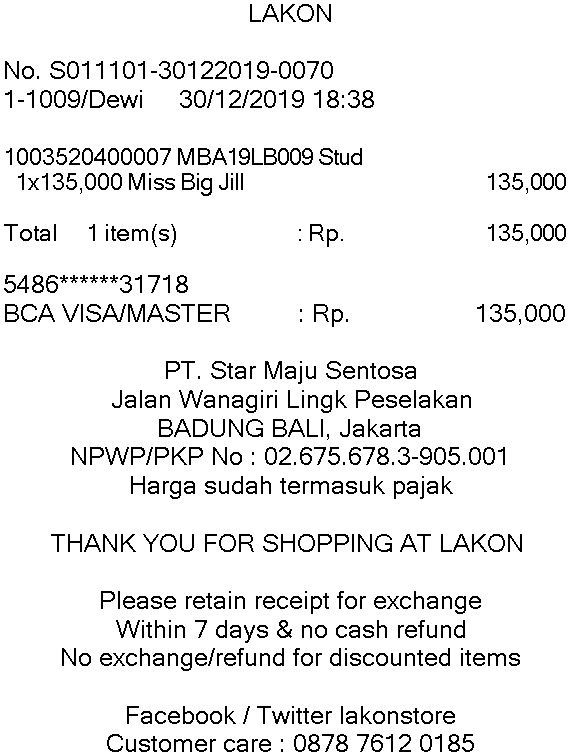 LAKON
No. S011101-30122019-0070
1-1009/Dewi 30/12/2019 18:38
1003520400007 MBA19LB009 Stud
1x135,000 Miss Big Jill 135,000
Total 1 item(s) : Rp. 135,000
5486******31718
BCA VISA/MASTER : Rp. 135,000
PT. Star Maju Sentosa
Jalan Wanagiri Lingk Peselakan
BADUNG BALI, Jakarta
NPWP/PKP No : 02.675.678.3-905.001
Harga sudah termasuk pajak
THANK YOU FOR SHOPPING AT LAKON
Please retain receipt for exchange
Within 7 days & no cash refund
No exchange/refund for discounted items
Facebook / Twitter lakonstore
Customer care : 0878 7612 0185